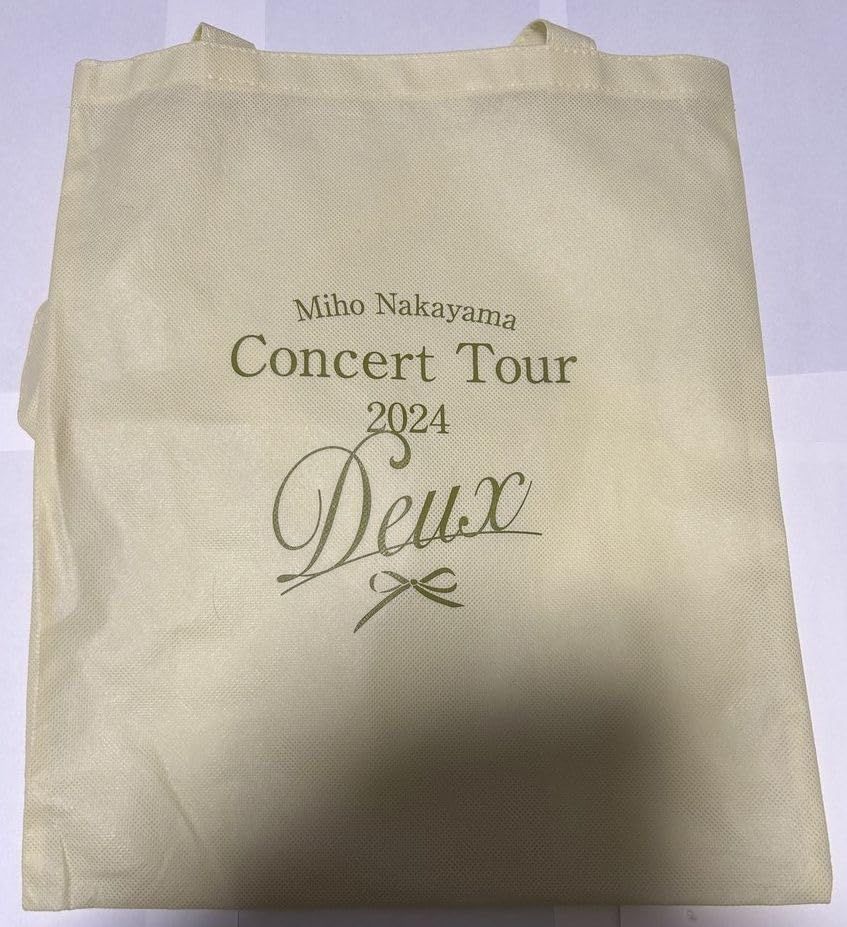 Miho Nakayama
Concert Tour
2024
Deux